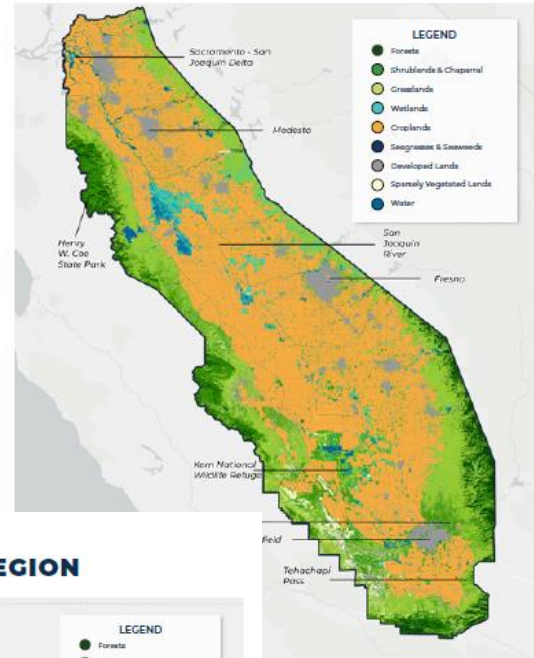 LEGEND
Forests
Shrublands & Chaparral
Grasslands
Wetlands
Croplands
Seagrasses & Seaweeds
Developed Lands
Sparsely Vegetated Lands
Water
Sacramento - San
Joaquin Delta
Modesto
San
Joaquin
River
Henry
W. Coe
State Park
Fresno
Kern National
Wildlife Refuge
field
Tehachapi
Pass
EGION
LEGEND
Forests